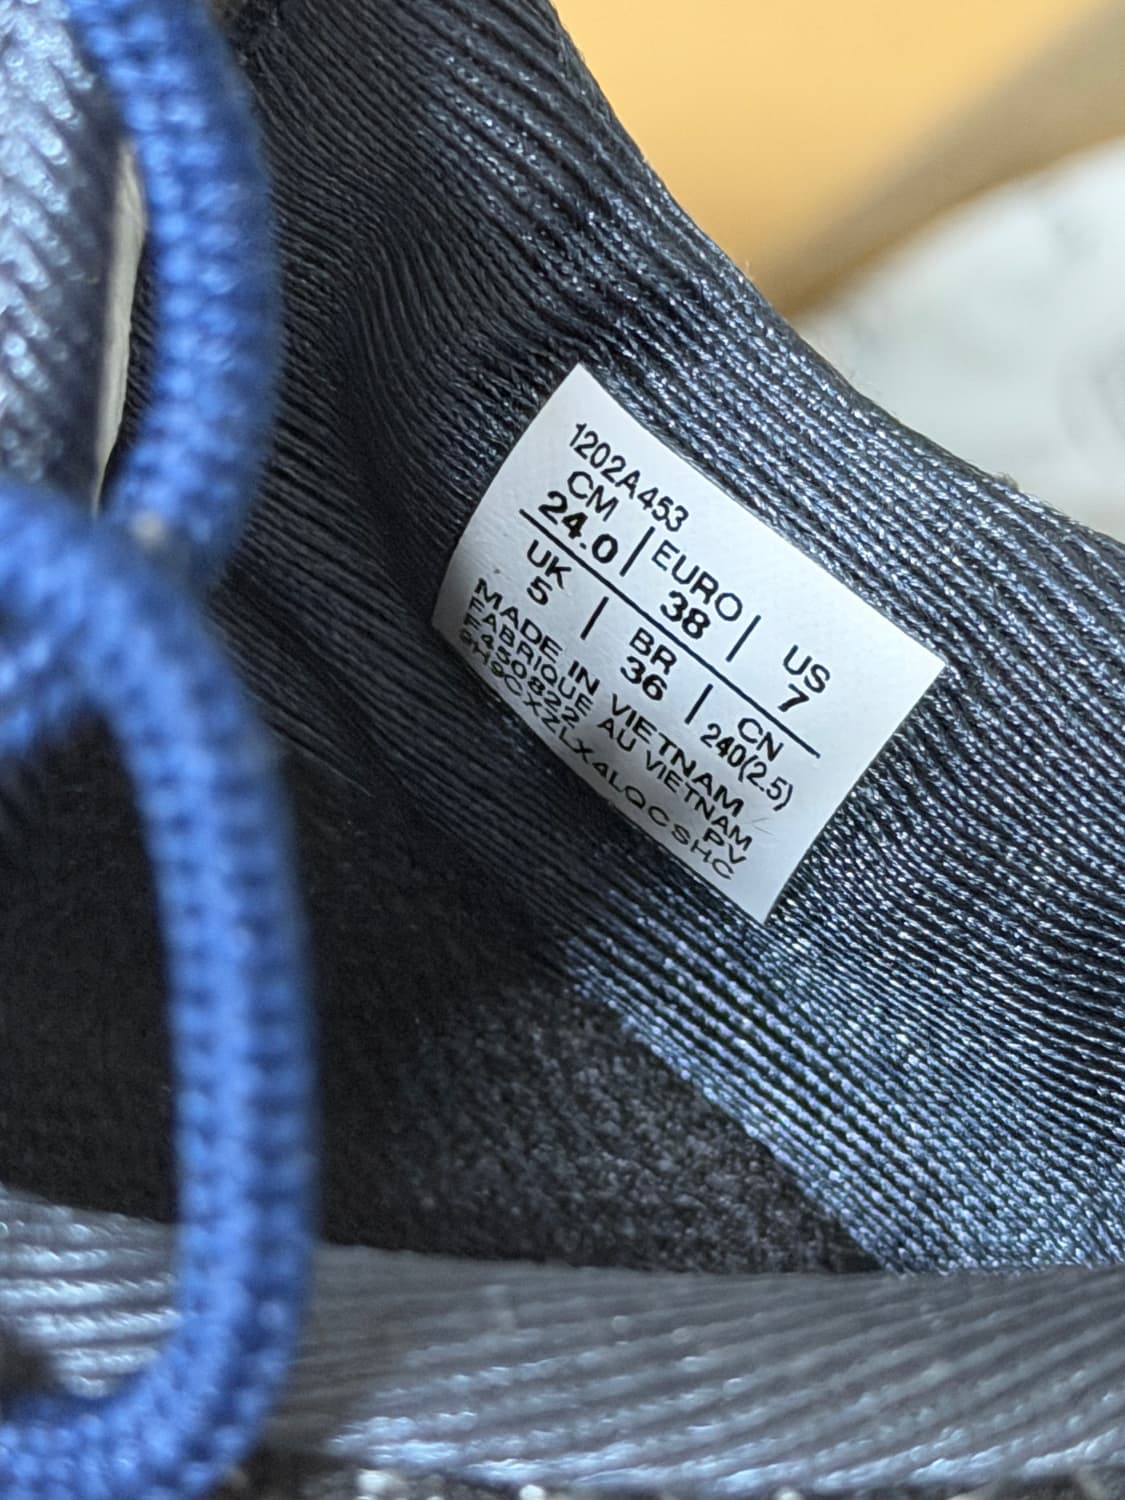 1202A453
CM 24.0 | EURO 38 | US 7
UK 5 | BR 36 | CN 240(2.5)
MADE IN VIETNAM
FABRIQUE AU VIETNAM
PV